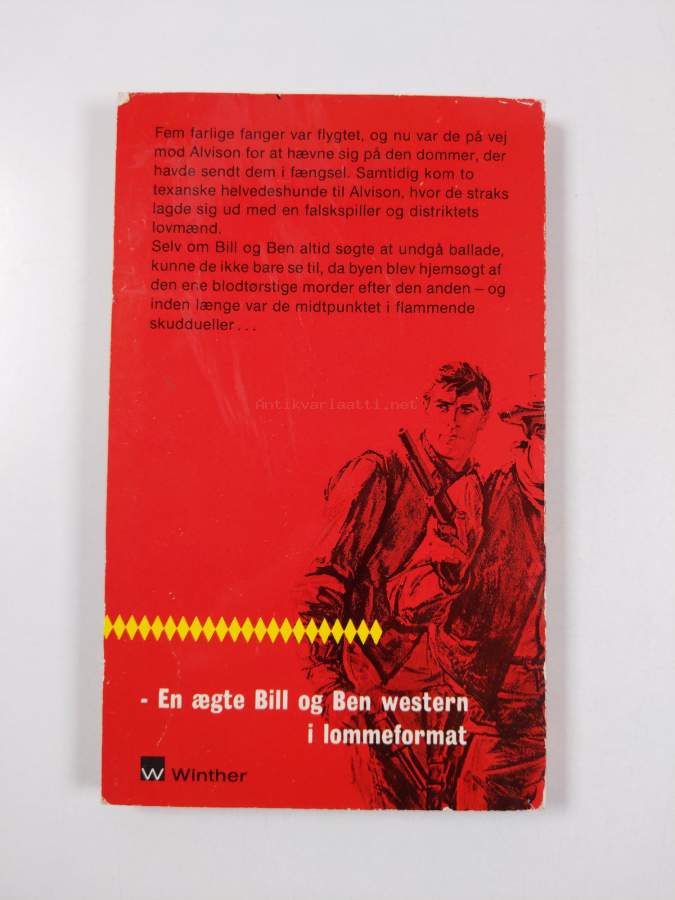 Fem farlige fanger var flygtet, og nu var de på vej
mod Alvison for at hævne sig på den dommer, der
havde sendt dem i fængsel. Samtidig kom to
texanske helvedeshunde til Alvison, hvor de straks
lagde sig ud med en falskspiller og distriktets
lovmænd.
Selv om Bill og Ben altid søgte at undgå ballade,
kunne de ikke bare se til, da byen blev hjemsøgt af
den ene blodtørstige morder efter den anden – og
inden længe var de midtpunktet i flammende
skuddueller...
Antikvariaatti.net
- En ægte Bill og Ben western
i lommeformat
W Winther